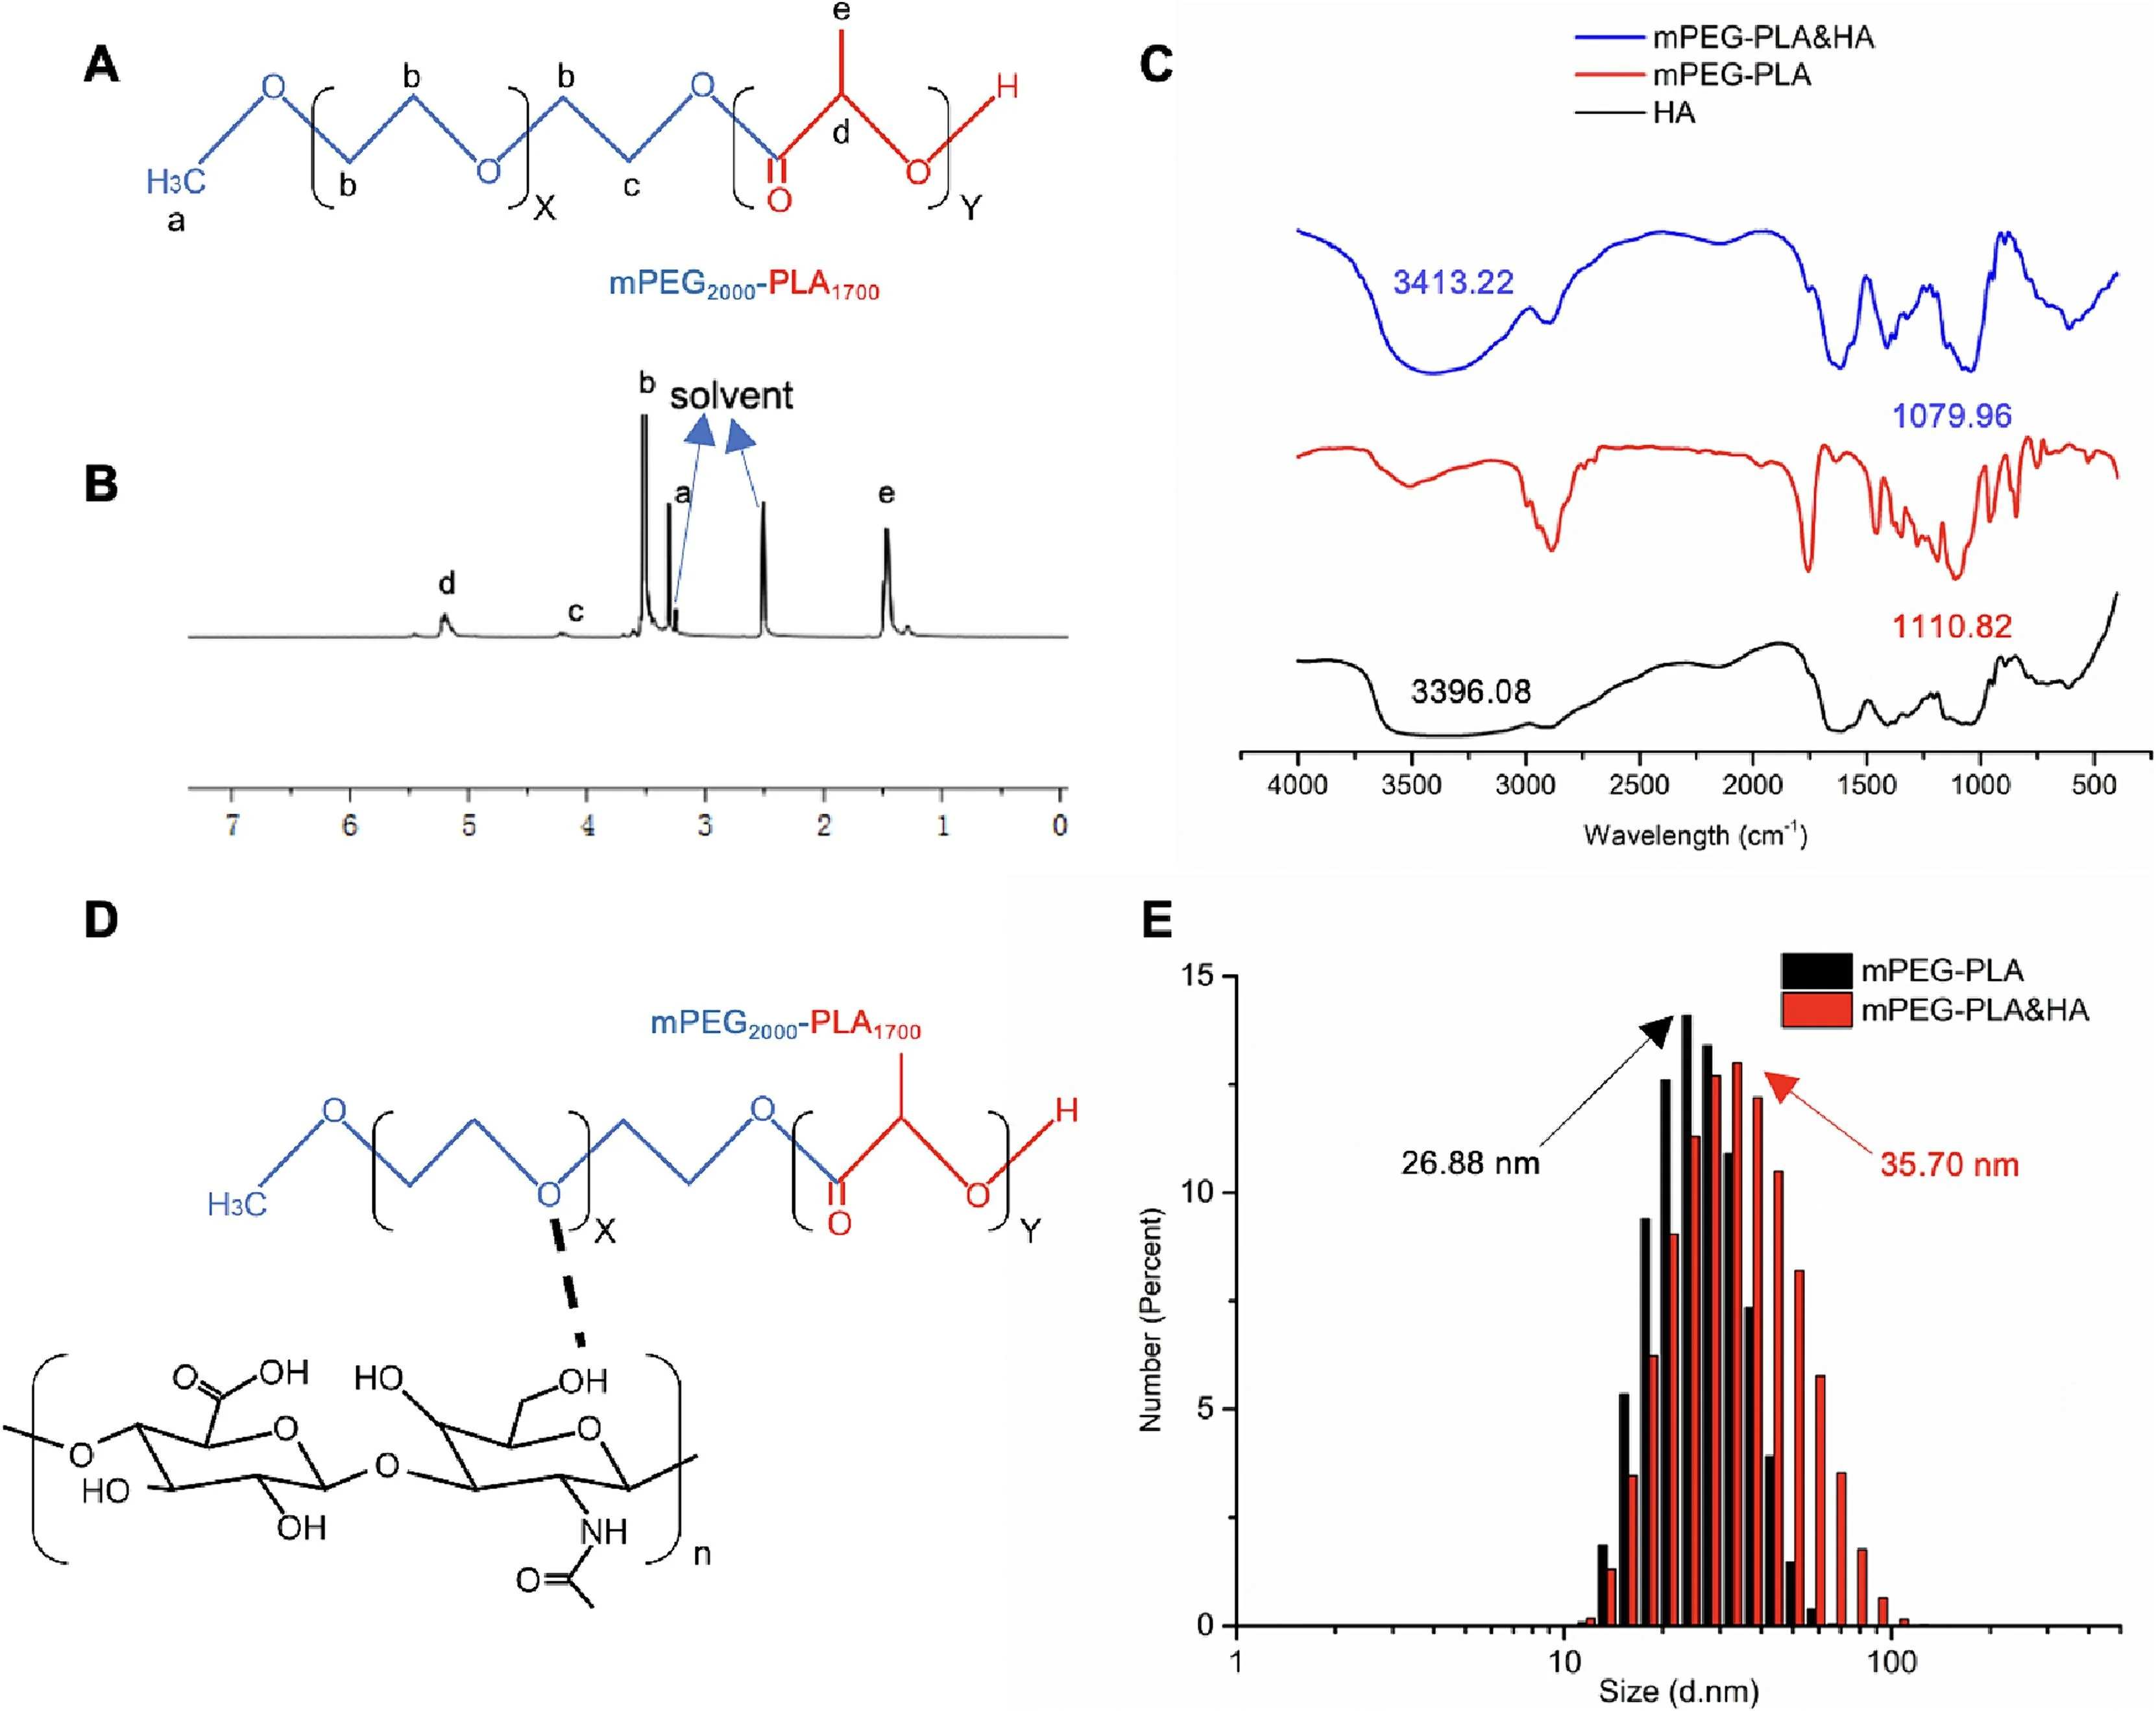 A
e
O
b
b
O
H
d
O
O
O
H3C
b
c
a
X
Y
mPEG2000-PLA1700
B
b
solvent
a
e
d
c
7 6 5 4 3 2 1 0
C
mPEG-PLA&HA
mPEG-PLA
HA
3413.22
1079.96
1110.82
3396.08
4000 3500 3000 2500 2000 1500 1000 500
Wavelength (cm-1)
D
mPEG2000-PLA1700
O
O
H
H3C
O
O
O
X
Y
O
OH
HO
OH
O
O
O
O
HO
OH
NH
O
n
E
mPEG-PLA
mPEG-PLA&HA
26.88 nm
35.70 nm
15
10
5
0
Number (Percent)
1 10 100
Size (d.nm)